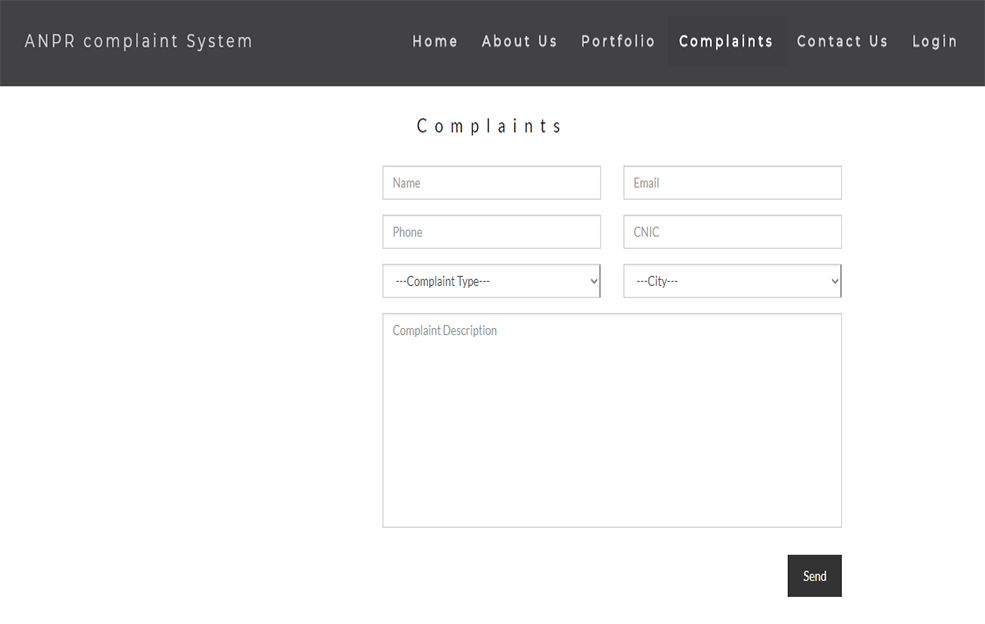 ANPR complaint System Home About Us Portfolio Complaints Contact Us Login
Complaints
Name Email
Phone CNIC
---Complaint Type--- ---City---
Complaint Description
Send